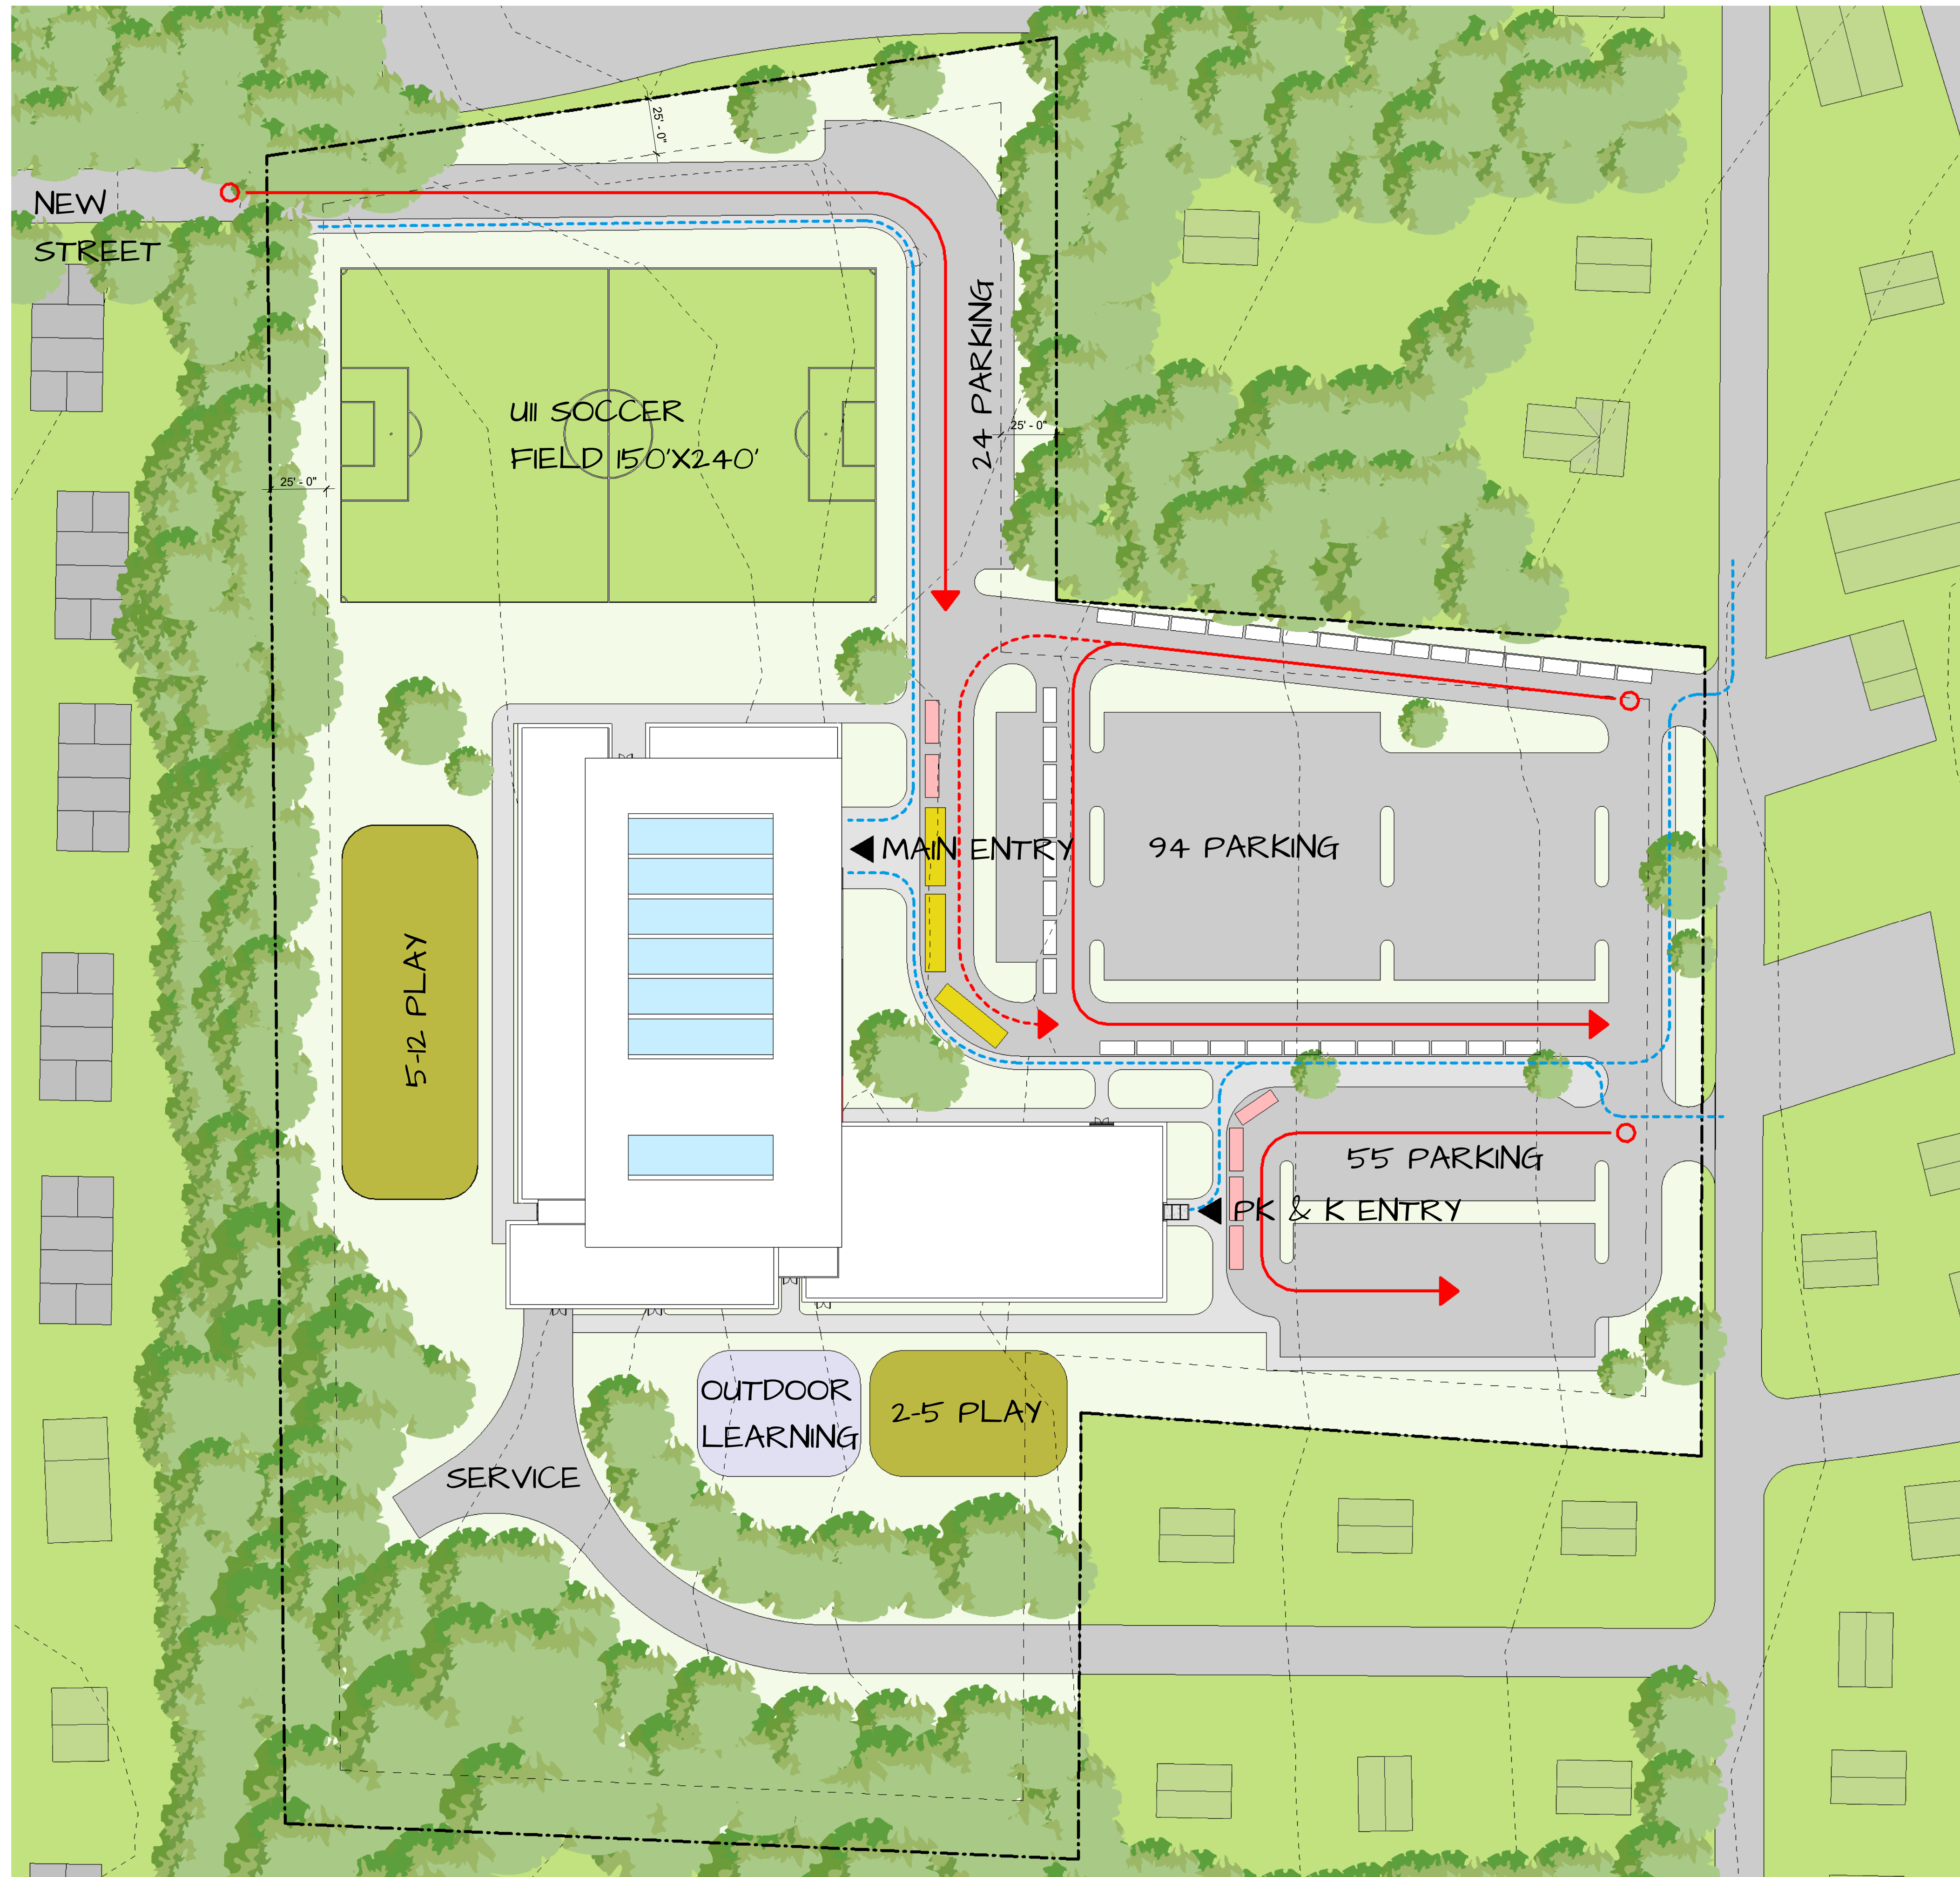 25' - 0"
NEW
STREET
24 PARKING
U11 SOCCER
FIELD 150'X240'
25' - 0"
25' - 0"
MAIN ENTRY
94 PARKING
5-12 PLAY
55 PARKING
PK & K ENTRY
OUTDOOR
LEARNING
2-5 PLAY
SERVICE